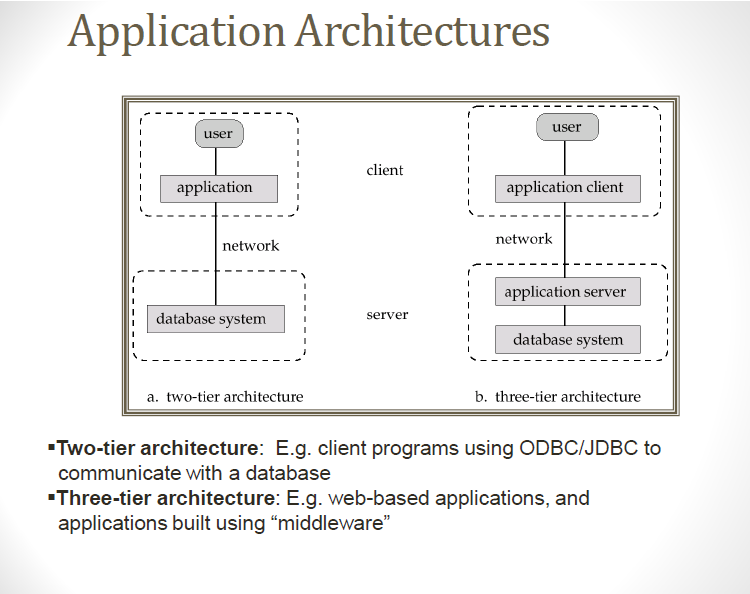 Application Architectures
user
application
network
database system
a. two-tier architecture
client
server
user
application client
network
application server
database system
b. three-tier architecture
▪Two-tier architecture: E.g. client programs using ODBC/JDBC to
communicate with a database
▪Three-tier architecture: E.g. web-based applications, and
applications built using “middleware”